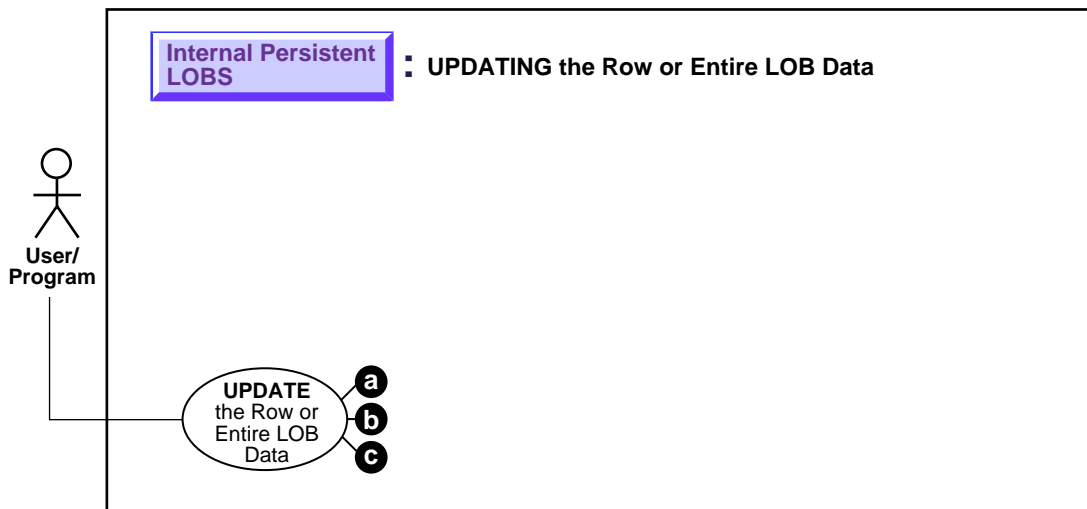 Internal Persistent
LOBS
: UPDATING the Row or Entire LOB Data
User/
Program
UPDATE
the Row or
Entire LOB
Data
a
b
c